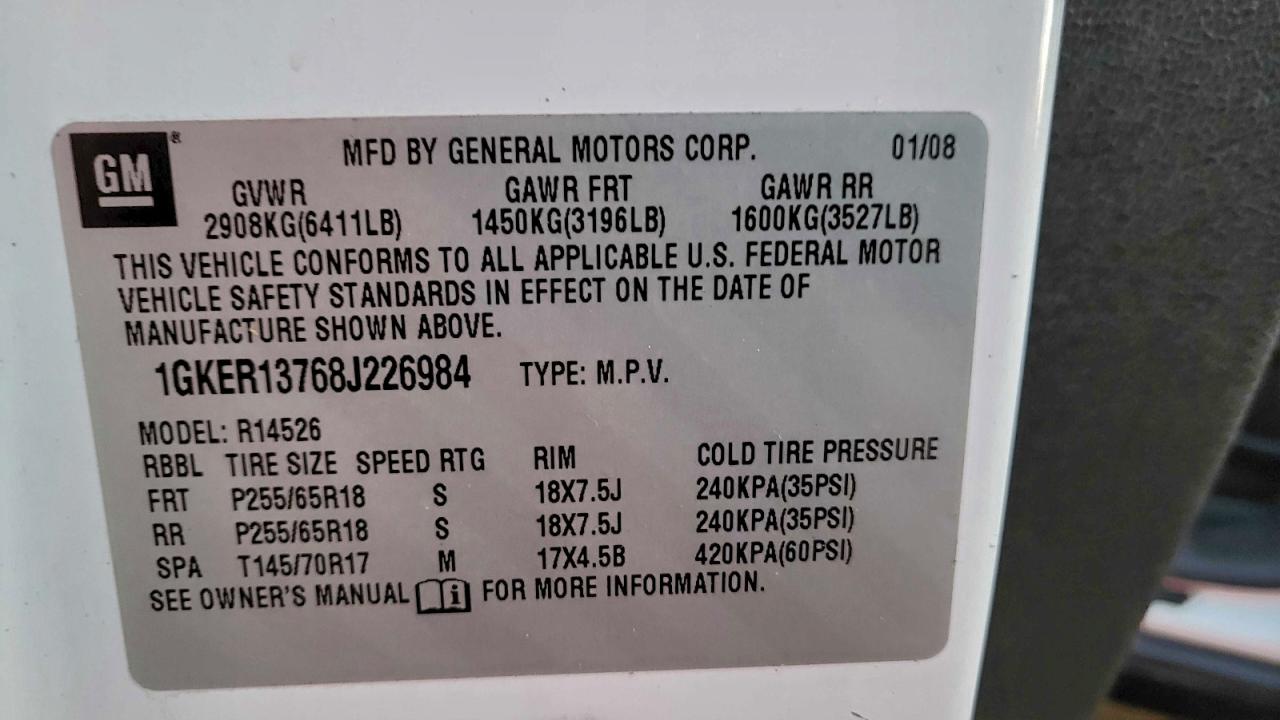 GM® MFD BY GENERAL MOTORS CORP. 01/08
GVWR GAWR FRT GAWR RR
2908KG(6411LB) 1450KG(3196LB) 1600KG(3527LB)
THIS VEHICLE CONFORMS TO ALL APPLICABLE U.S. FEDERAL MOTOR
VEHICLE SAFETY STANDARDS IN EFFECT ON THE DATE OF
MANUFACTURE SHOWN ABOVE.
1GKER13768J226984 TYPE: M.P.V.
MODEL: R14526
RBBL TIRE SIZE SPEED RTG RIM COLD TIRE PRESSURE
FRT P255/65R18 S 18X7.5J 240KPA(35PSI)
RR P255/65R18 S 18X7.5J 240KPA(35PSI)
SPA T145/70R17 M 17X4.5B 420KPA(60PSI)
SEE OWNER'S MANUAL i FOR MORE INFORMATION.